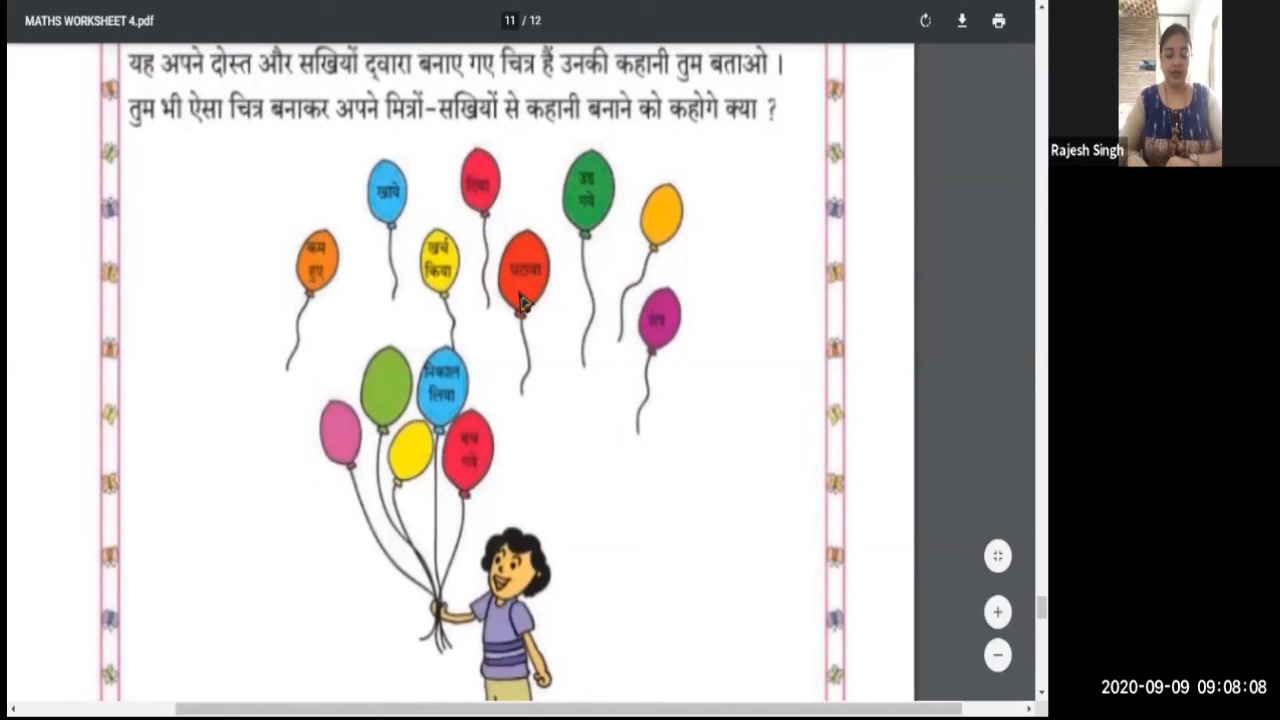 MATHS WORKSHEET 4.pdf
11 / 12
यह अपने दोस्त और सखियों द्वारा बनाए गए चित्र हैं उनकी कहानी तुम बताओ ।
तुम भी ऐसा चित्र बनाकर अपने मित्रों-सखियों से कहानी बनाने को कहोगे क्या ?
खाये
दिया
उड
गये
कम
हुए
खर्च
किया
घटाया
शेष
निकाल
लिया
बच
गये
Rajesh Singh
2020-09-09 09:08:08